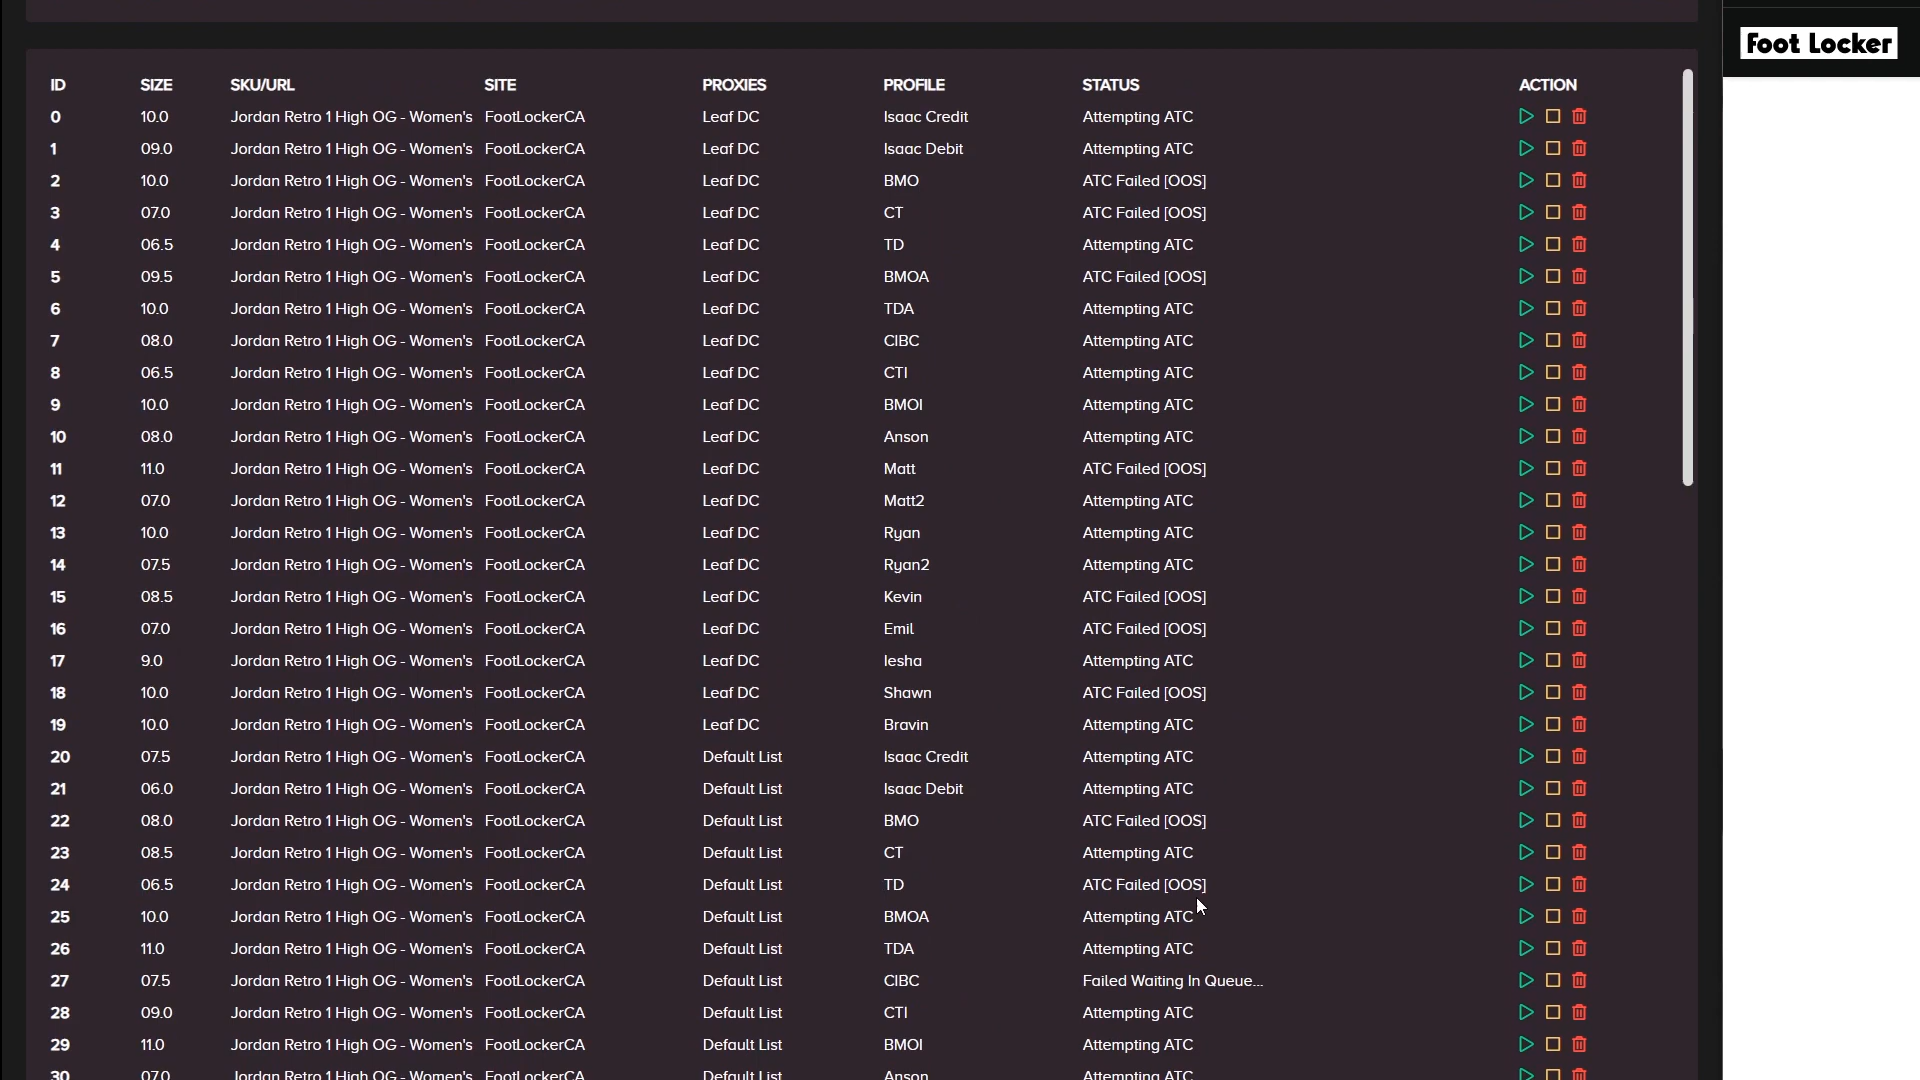 Foot Locker
ID SIZE SKU/URL SITE PROXIES PROFILE STATUS ACTION
0 10.0 Jordan Retro 1 High OG - Women's FootLockerCA Leaf DC Isaac Credit Attempting ATC
1 09.0 Jordan Retro 1 High OG - Women's FootLockerCA Leaf DC Isaac Debit Attempting ATC
2 10.0 Jordan Retro 1 High OG - Women's FootLockerCA Leaf DC BMO ATC Failed [OOS]
3 07.0 Jordan Retro 1 High OG - Women's FootLockerCA Leaf DC CT ATC Failed [OOS]
4 06.5 Jordan Retro 1 High OG - Women's FootLockerCA Leaf DC TD Attempting ATC
5 09.5 Jordan Retro 1 High OG - Women's FootLockerCA Leaf DC BMOA ATC Failed [OOS]
6 10.0 Jordan Retro 1 High OG - Women's FootLockerCA Leaf DC TDA Attempting ATC
7 08.0 Jordan Retro 1 High OG - Women's FootLockerCA Leaf DC CIBC Attempting ATC
8 06.5 Jordan Retro 1 High OG - Women's FootLockerCA Leaf DC CTI Attempting ATC
9 10.0 Jordan Retro 1 High OG - Women's FootLockerCA Leaf DC BMOI Attempting ATC
10 08.0 Jordan Retro 1 High OG - Women's FootLockerCA Leaf DC Anson Attempting ATC
11 11.0 Jordan Retro 1 High OG - Women's FootLockerCA Leaf DC Matt ATC Failed [OOS]
12 07.0 Jordan Retro 1 High OG - Women's FootLockerCA Leaf DC Matt2 Attempting ATC
13 10.0 Jordan Retro 1 High OG - Women's FootLockerCA Leaf DC Ryan Attempting ATC
14 07.5 Jordan Retro 1 High OG - Women's FootLockerCA Leaf DC Ryan2 Attempting ATC
15 08.5 Jordan Retro 1 High OG - Women's FootLockerCA Leaf DC Kevin ATC Failed [OOS]
16 07.0 Jordan Retro 1 High OG - Women's FootLockerCA Leaf DC Emil ATC Failed [OOS]
17 9.0 Jordan Retro 1 High OG - Women's FootLockerCA Leaf DC Iesha Attempting ATC
18 10.0 Jordan Retro 1 High OG - Women's FootLockerCA Leaf DC Shawn ATC Failed [OOS]
19 10.0 Jordan Retro 1 High OG - Women's FootLockerCA Leaf DC Bravin Attempting ATC
20 07.5 Jordan Retro 1 High OG - Women's FootLockerCA Default List Isaac Credit Attempting ATC
21 06.0 Jordan Retro 1 High OG - Women's FootLockerCA Default List Isaac Debit Attempting ATC
22 08.0 Jordan Retro 1 High OG - Women's FootLockerCA Default List BMO ATC Failed [OOS]
23 08.5 Jordan Retro 1 High OG - Women's FootLockerCA Default List CT Attempting ATC
24 06.5 Jordan Retro 1 High OG - Women's FootLockerCA Default List TD ATC Failed [OOS]
25 10.0 Jordan Retro 1 High OG - Women's FootLockerCA Default List BMOA Attempting ATC
26 11.0 Jordan Retro 1 High OG - Women's FootLockerCA Default List TDA Attempting ATC
27 07.5 Jordan Retro 1 High OG - Women's FootLockerCA Default List CIBC Failed Waiting In Queue...
28 09.0 Jordan Retro 1 High OG - Women's FootLockerCA Default List CTI Attempting ATC
29 11.0 Jordan Retro 1 High OG - Women's FootLockerCA Default List BMOI Attempting ATC
30 07.0 Jordan Retro 1 High OG - Women's FootLockerCA Default List Anson Attempting ATC